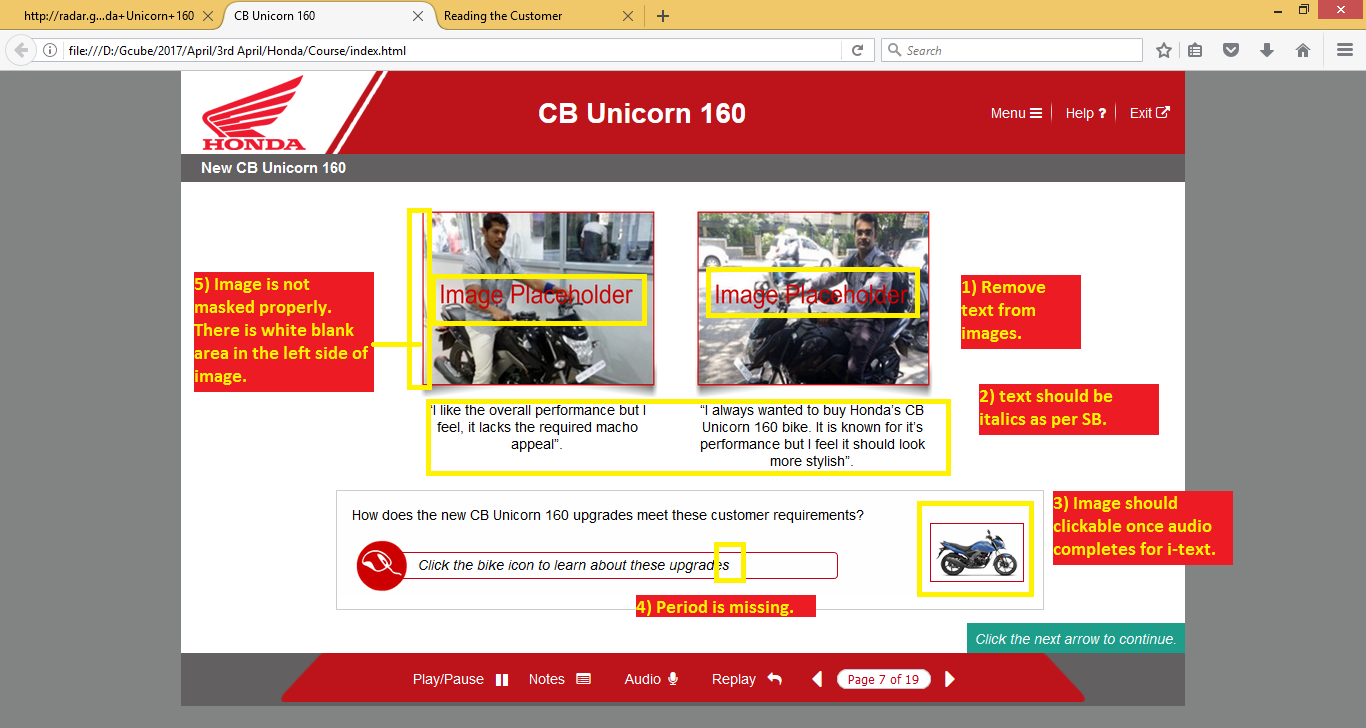 http://radar.g...da+Unicorn+160
CB Unicorn 160
Reading the Customer
file:///D:/Gcube/2017/April/3rd April/Honda/Course/index.html
Search
HONDA
CB Unicorn 160
Menu
Help ?
Exit
New CB Unicorn 160
5) Image is not
masked properly.
There is white blank
area in the left side of
image.
Image Placeholder
Image Placeholder
1) Remove
text from
images.
2) text should be
italics as per SB.
“I like the overall performance but I
feel, it lacks the required macho
appeal”.
“I always wanted to buy Honda’s CB
Unicorn 160 bike. It is known for it’s
performance but I feel it should look
more stylish”.
3) Image should
clickable once audio
completes for i-text.
How does the new CB Unicorn 160 upgrades meet these customer requirements?
Click the bike icon to learn about these upgrades
4) Period is missing.
Click the next arrow to continue.
Play/Pause
Notes
Audio
Replay
Page 7 of 19